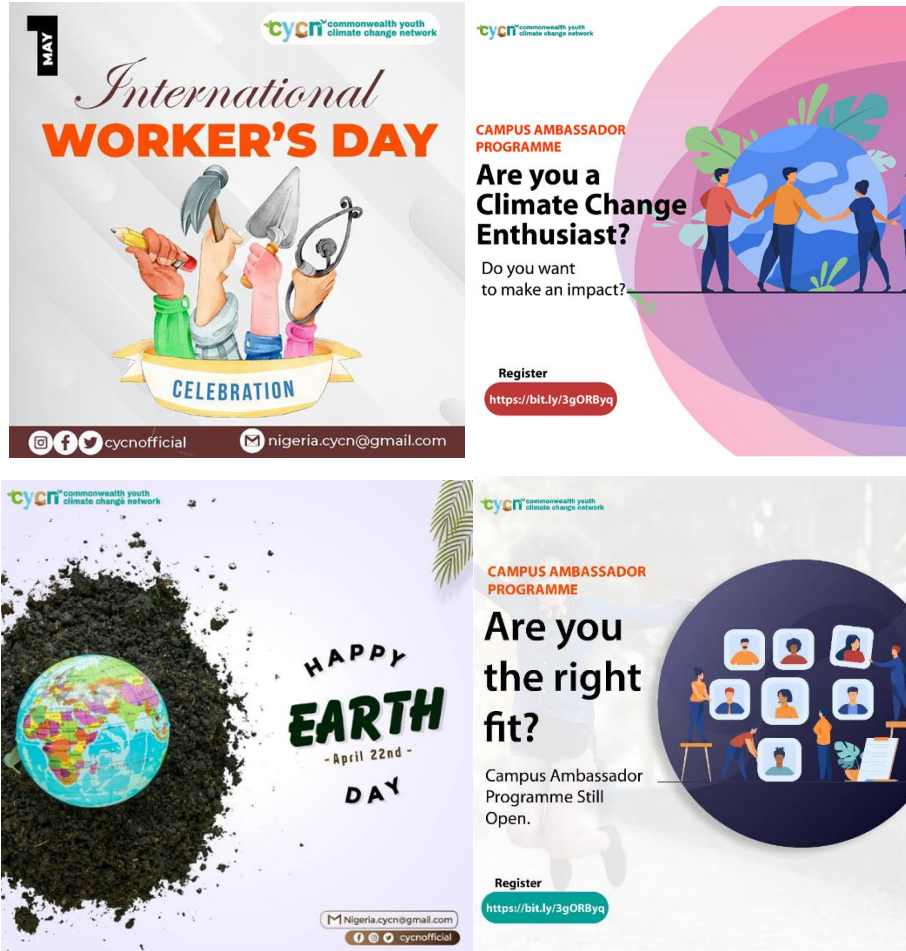 1
MAY
cycn commonwealth youth
climate change network
International
WORKER'S DAY
CELEBRATION
cycnofficial
nigeria.cycn@gmail.com
cycn commonwealth youth
climate change network
CAMPUS AMBASSADOR
PROGRAMME
Are you a
Climate Change
Enthusiast?
Do you want
to make an impact?
Register
https://bit.ly/3gORByq
cycn commonwealth youth
climate change network
HAPPY
EARTH
- April 22nd -
DAY
Nigeria.cycn@gmail.com
cycnofficial
cycn commonwealth youth
climate change network
CAMPUS AMBASSADOR
PROGRAMME
Are you
the right
fit?
Campus Ambassador
Programme Still
Open.
Register
https://bit.ly/3gORByq